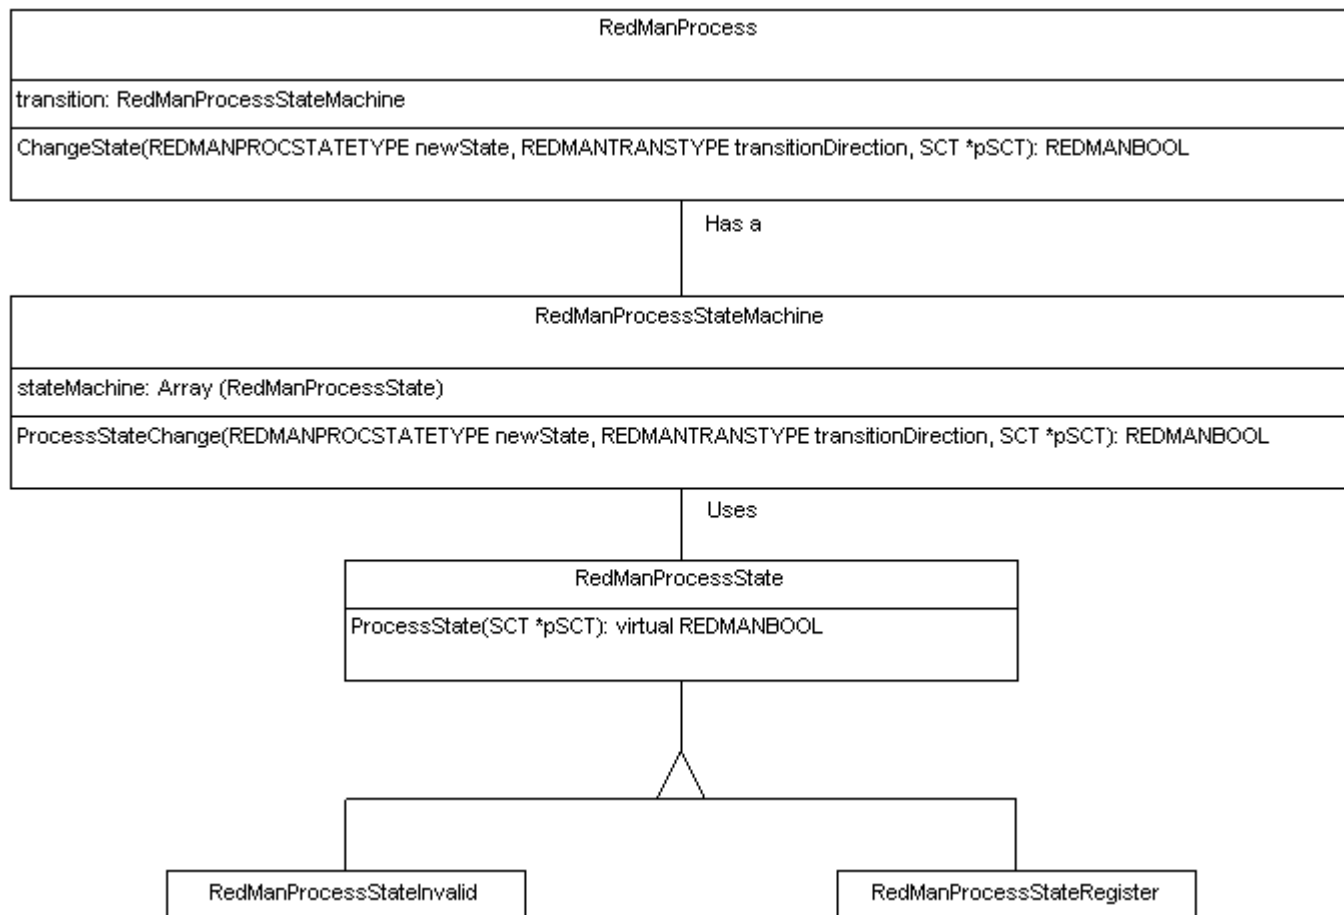 RedManProcess
transition: RedManProcessStateMachine
ChangeState(REDMANPROCSTATETYPE newState, REDMANTRANSTYPE transitionDirection, SCT *pSCT): REDMANBOOL
Has a
RedManProcessStateMachine
stateMachine: Array (RedManProcessState)
ProcessStateChange(REDMANPROCSTATETYPE newState, REDMANTRANSTYPE transitionDirection, SCT *pSCT): REDMANBOOL
Uses
RedManProcessState
ProcessState(SCT *pSCT): virtual REDMANBOOL
RedManProcessStateInvalid
RedManProcessStateRegister